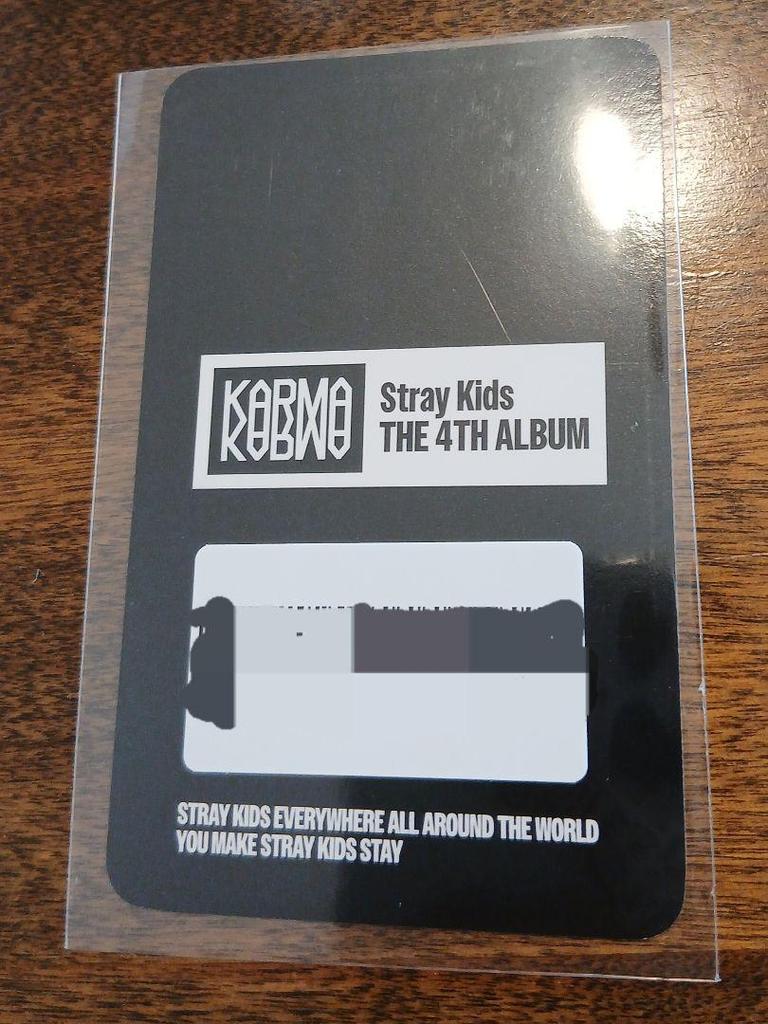 KARMA
Stray Kids
THE 4TH ALBUM
STRAY KIDS EVERYWHERE ALL AROUND THE WORLD
YOU MAKE STRAY KIDS STAY